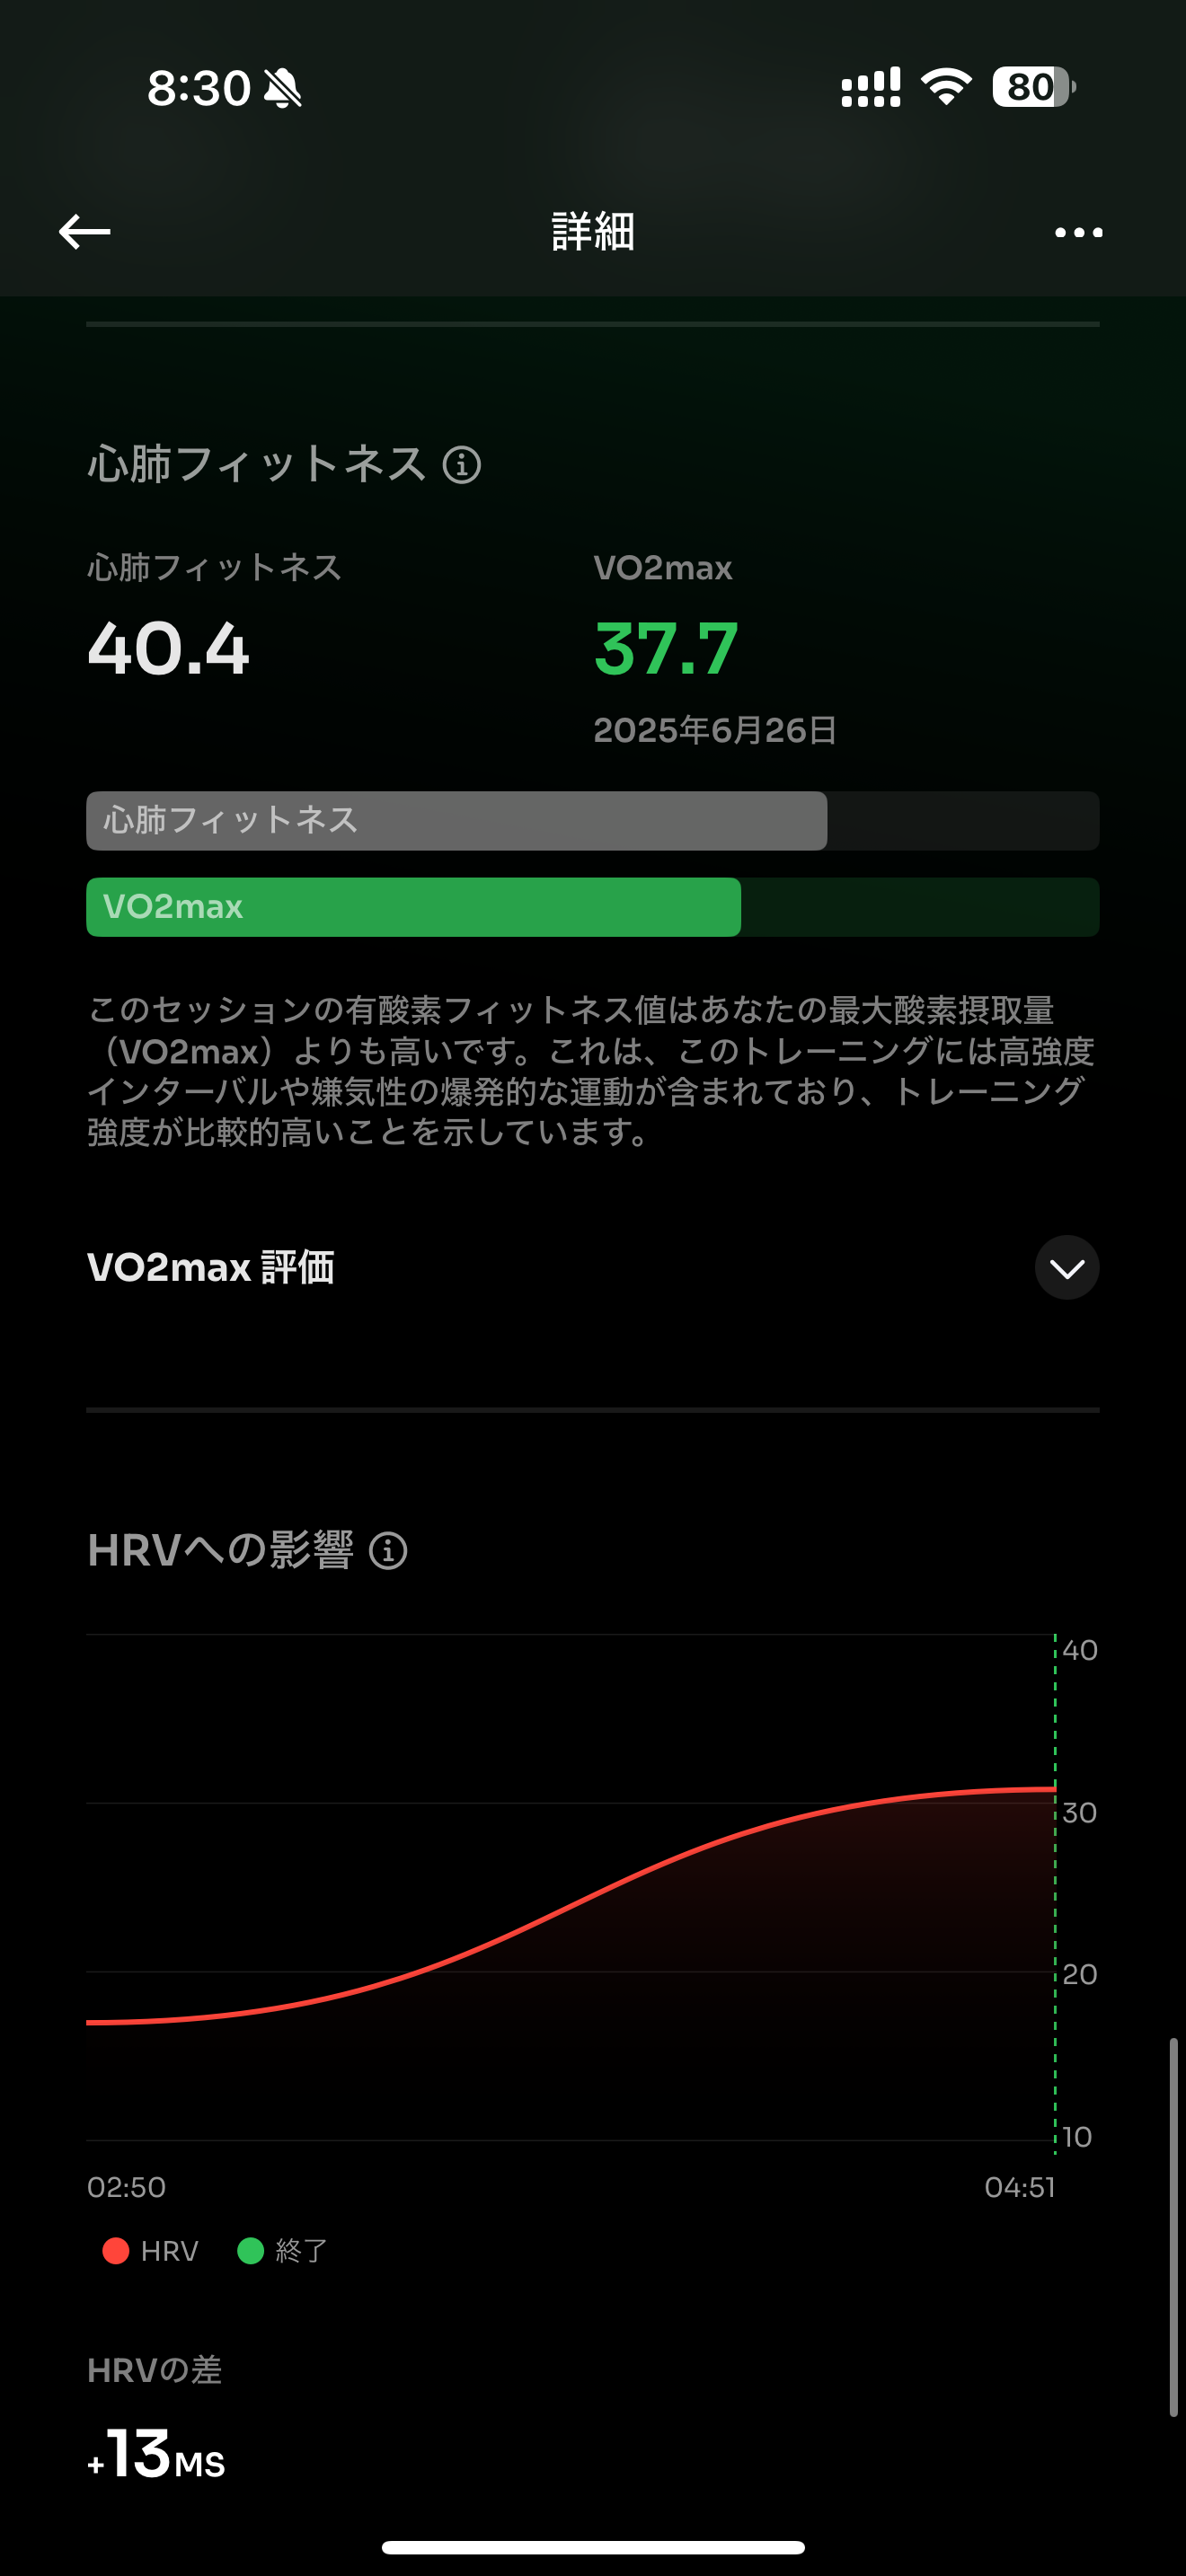 8:30
80
詳細
心肺フィットネス
心肺フィットネス
40.4
VO2max
37.7
2025年6月26日
心肺フィットネス
VO2max
このセッションの有酸素フィットネス値はあなたの最大酸素摂取量
（VO2max）よりも高いです。これは、このトレーニングには高強度
インターバルや嫌気性の爆発的な運動が含まれており、トレーニング
強度が比較的高いことを示しています。
VO2max 評価
HRVへの影響
40
30
20
10
02:50
04:51
HRV
終了
HRVの差
+13MS